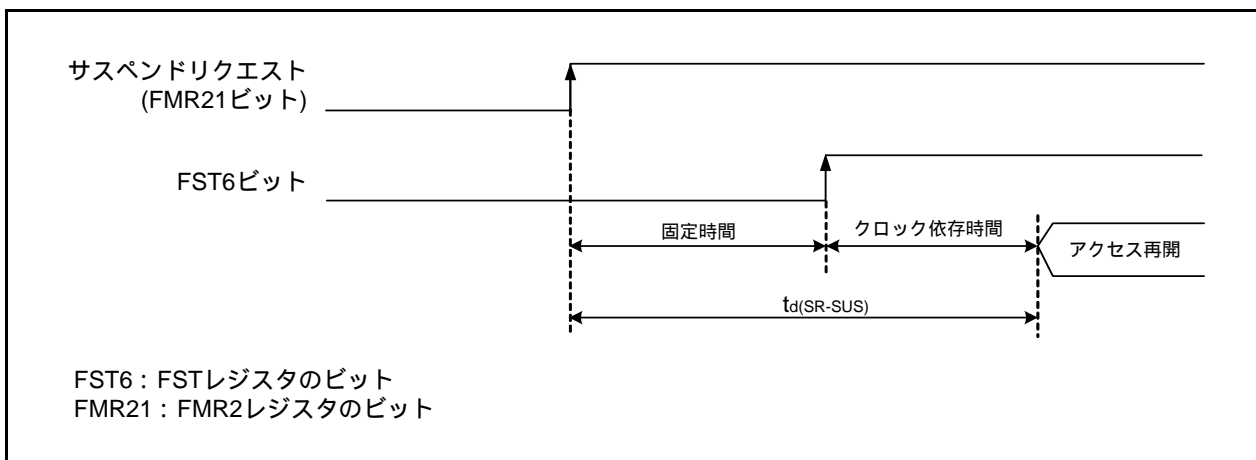 サスペンドリクエスト
(FMR21ビット)
FST6ビット
固定時間
クロック依存時間
アクセス再開
td(SR-SUS)
FST6：FSTレジスタのビット
FMR21：FMR2レジスタのビット